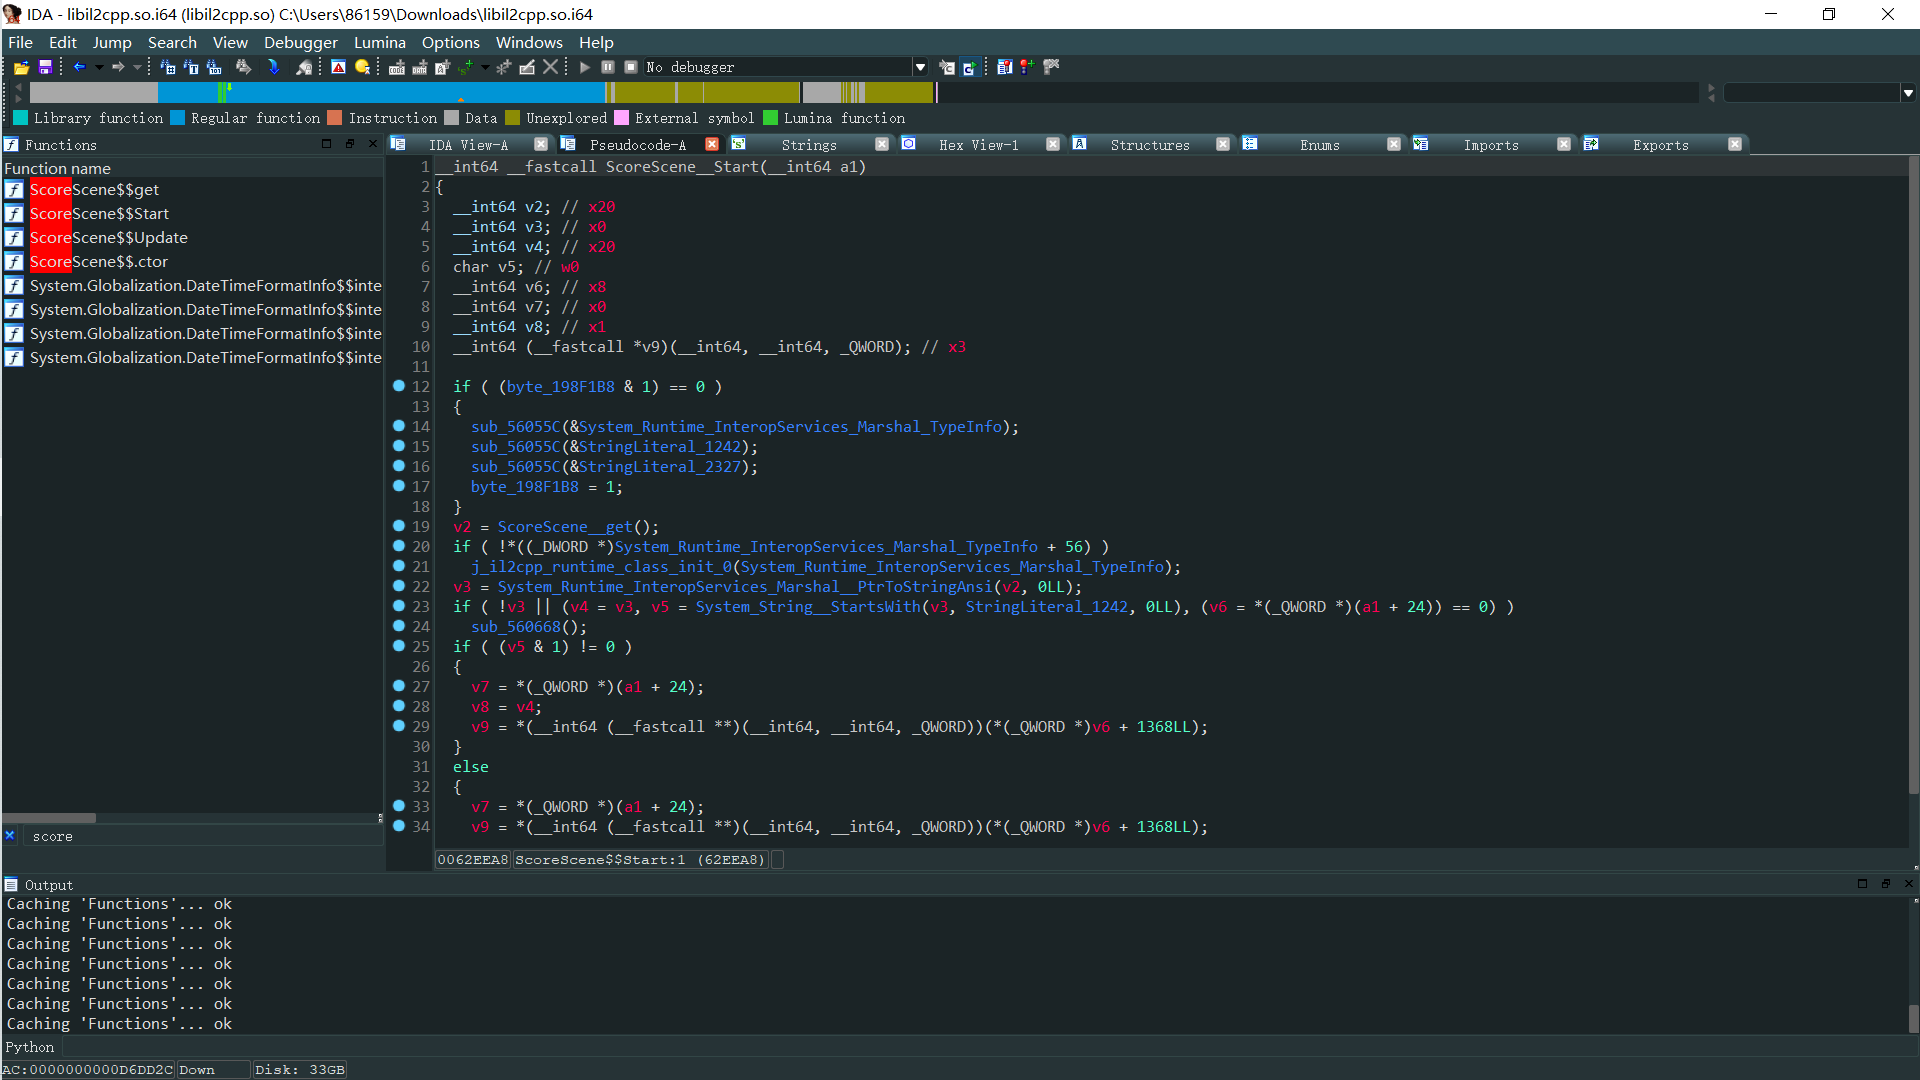 IDA - libil2cpp.so.i64 (libil2cpp.so) C:\Users\86159\Downloads\libil2cpp.so.i64
File Edit Jump Search View Debugger Lumina Options Windows Help
No debugger
Library function Regular function Instruction Data Unexplored External symbol Lumina function
Functions
IDA View-A Pseudocode-A Strings Hex View-1 Structures Enums Imports Exports
Function name
ScoreScene$$get
ScoreScene$$Start
ScoreScene$$Update
ScoreScene$$.ctor
System.Globalization.DateTimeFormatInfo$$inte
System.Globalization.DateTimeFormatInfo$$inte
System.Globalization.DateTimeFormatInfo$$inte
System.Globalization.DateTimeFormatInfo$$inte
score
1 __int64 __fastcall ScoreScene__Start(__int64 a1)
2 {
3 __int64 v2; // x20
4 __int64 v3; // x0
5 __int64 v4; // x20
6 char v5; // w0
7 __int64 v6; // x8
8 __int64 v7; // x0
9 __int64 v8; // x1
10 __int64 (__fastcall *v9)(__int64, __int64, _QWORD); // x3
11
12 if ( (byte_198F1B8 & 1) == 0 )
13 {
14 sub_56055C(&System_Runtime_InteropServices_Marshal_TypeInfo);
15 sub_56055C(&StringLiteral_1242);
16 sub_56055C(&StringLiteral_2327);
17 byte_198F1B8 = 1;
18 }
19 v2 = ScoreScene__get();
20 if ( !*((_DWORD *)System_Runtime_InteropServices_Marshal_TypeInfo + 56) )
21 j_il2cpp_runtime_class_init_0(System_Runtime_InteropServices_Marshal_TypeInfo);
22 v3 = System_Runtime_InteropServices_Marshal__PtrToStringAnsi(v2, 0LL);
23 if ( !v3 || (v4 = v3, v5 = System_String__StartsWith(v3, StringLiteral_1242, 0LL), (v6 = *(_QWORD *)(a1 + 24)) == 0) )
24 sub_560668();
25 if ( (v5 & 1) != 0 )
26 {
27 v7 = *(_QWORD *)(a1 + 24);
28 v8 = v4;
29 v9 = *(__int64 (__fastcall **)(__int64, __int64, _QWORD))(*(_QWORD *)v6 + 1368LL);
30 }
31 else
32 {
33 v7 = *(_QWORD *)(a1 + 24);
34 v9 = *(__int64 (__fastcall **)(__int64, __int64, _QWORD))(*(_QWORD *)v6 + 1368LL);
0062EEA8 ScoreScene$$Start:1 (62EEA8)
Output
Caching 'Functions'... ok
Caching 'Functions'... ok
Caching 'Functions'... ok
Caching 'Functions'... ok
Caching 'Functions'... ok
Caching 'Functions'... ok
Caching 'Functions'... ok
Python
AC:0000000000D6DD2C Down Disk: 33GB